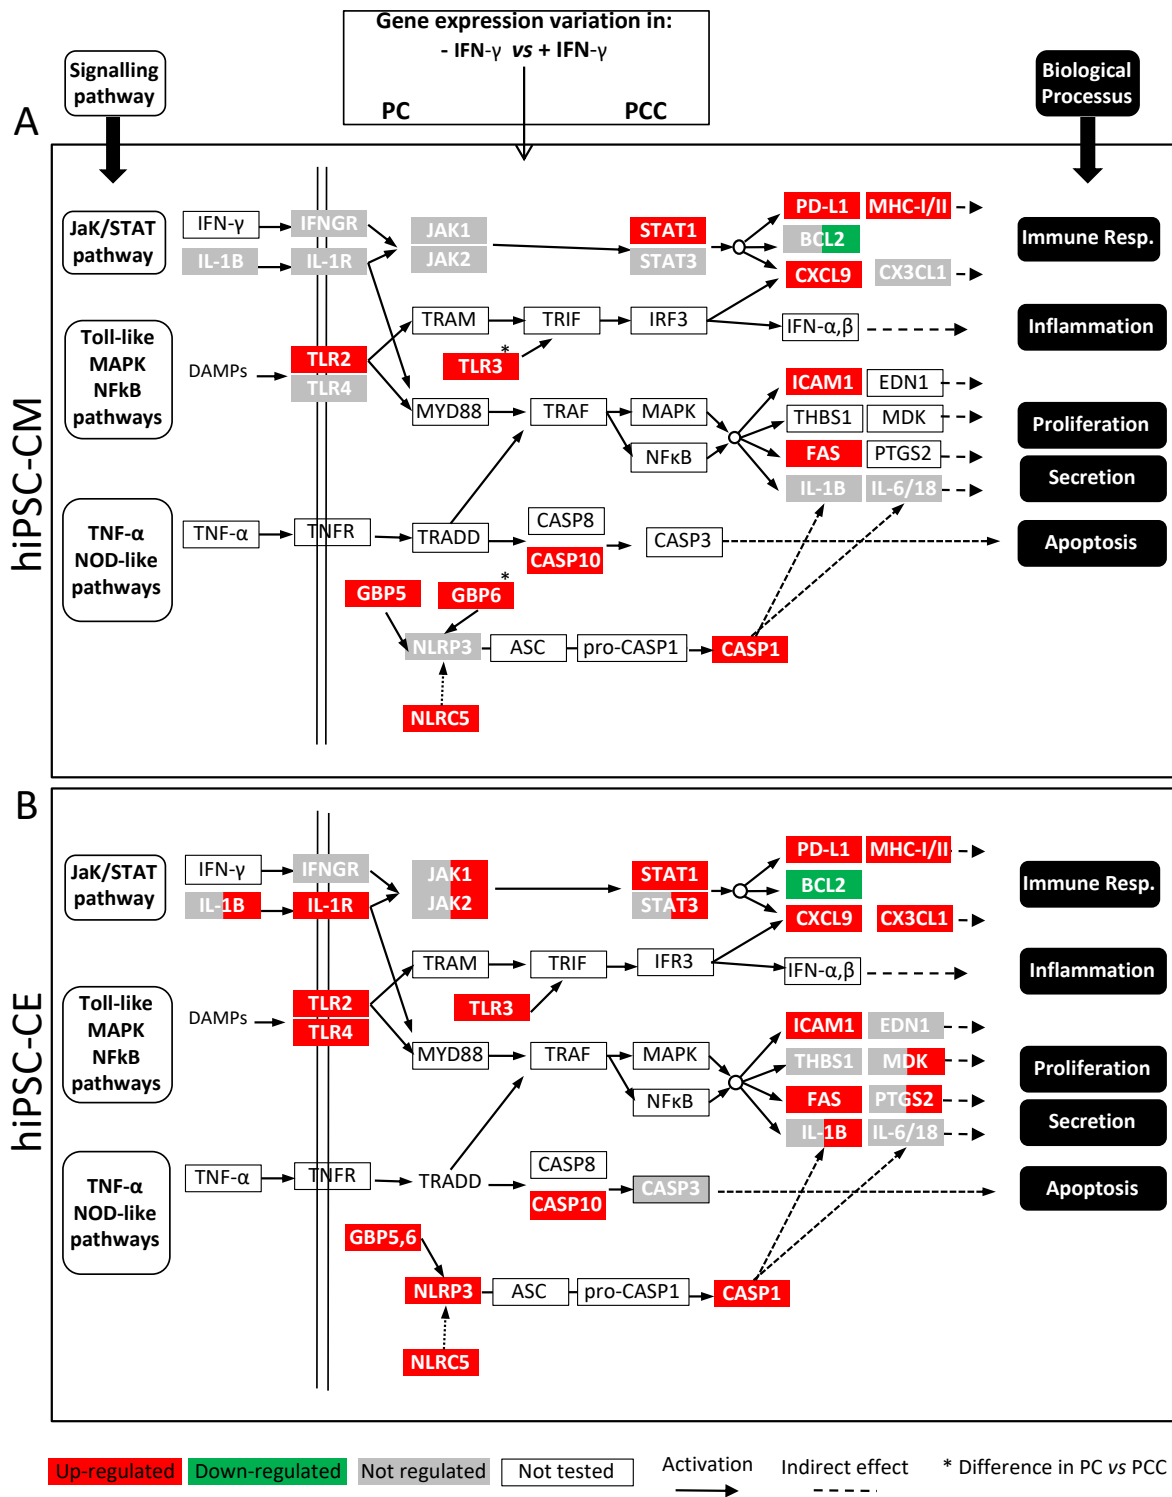 Gene expression variation in:
- IFN-γ vs + IFN-γ
PC PCC
Signalling
pathway
Biological
Processus
A
hiPSC-CM
JaK/STAT
pathway
IFN-γ IFNGR
IL-1B IL-1R
JAK1
JAK2
STAT1
STAT3
PD-L1 MHC-I/II
BCL2
CXCL9 CX3CL1
Immune Resp.
Toll-like
MAPK
NFkB
pathways
DAMPs
TLR2
TLR4
TRAM TRIF IRF3
TLR3 *
IFN-α,β
Inflammation
MYD88 TRAF MAPK
NFκB
ICAM1 EDN1
THBS1 MDK
FAS PTGS2
IL-1B IL-6/18
Proliferation
Secretion
TNF-α
NOD-like
pathways
TNF-α TNFR TRADD
CASP8
CASP10
CASP3
Apoptosis
GBP5 GBP6 *
NLRP3 ASC pro-CASP1 CASP1
NLRC5
B
hiPSC-CE
JaK/STAT
pathway
IFN-γ IFNGR
IL-1B IL-1R
JAK1
JAK2
STAT1
STAT3
PD-L1 MHC-I/II
BCL2
CXCL9 CX3CL1
Immune Resp.
Toll-like
MAPK
NFkB
pathways
DAMPs
TLR2
TLR4
TRAM TRIF IFR3
TLR3
IFN-α,β
Inflammation
MYD88 TRAF MAPK
NFκB
ICAM1 EDN1
THBS1 MDK
FAS PTGS2
IL-1B IL-6/18
Proliferation
Secretion
TNF-α
NOD-like
pathways
TNF-α TNFR TRADD
CASP8
CASP10
CASP3
Apoptosis
GBP5,6
NLRP3 ASC pro-CASP1 CASP1
NLRC5
Up-regulated Down-regulated Not regulated Not tested Activation Indirect effect * Difference in PC vs PCC